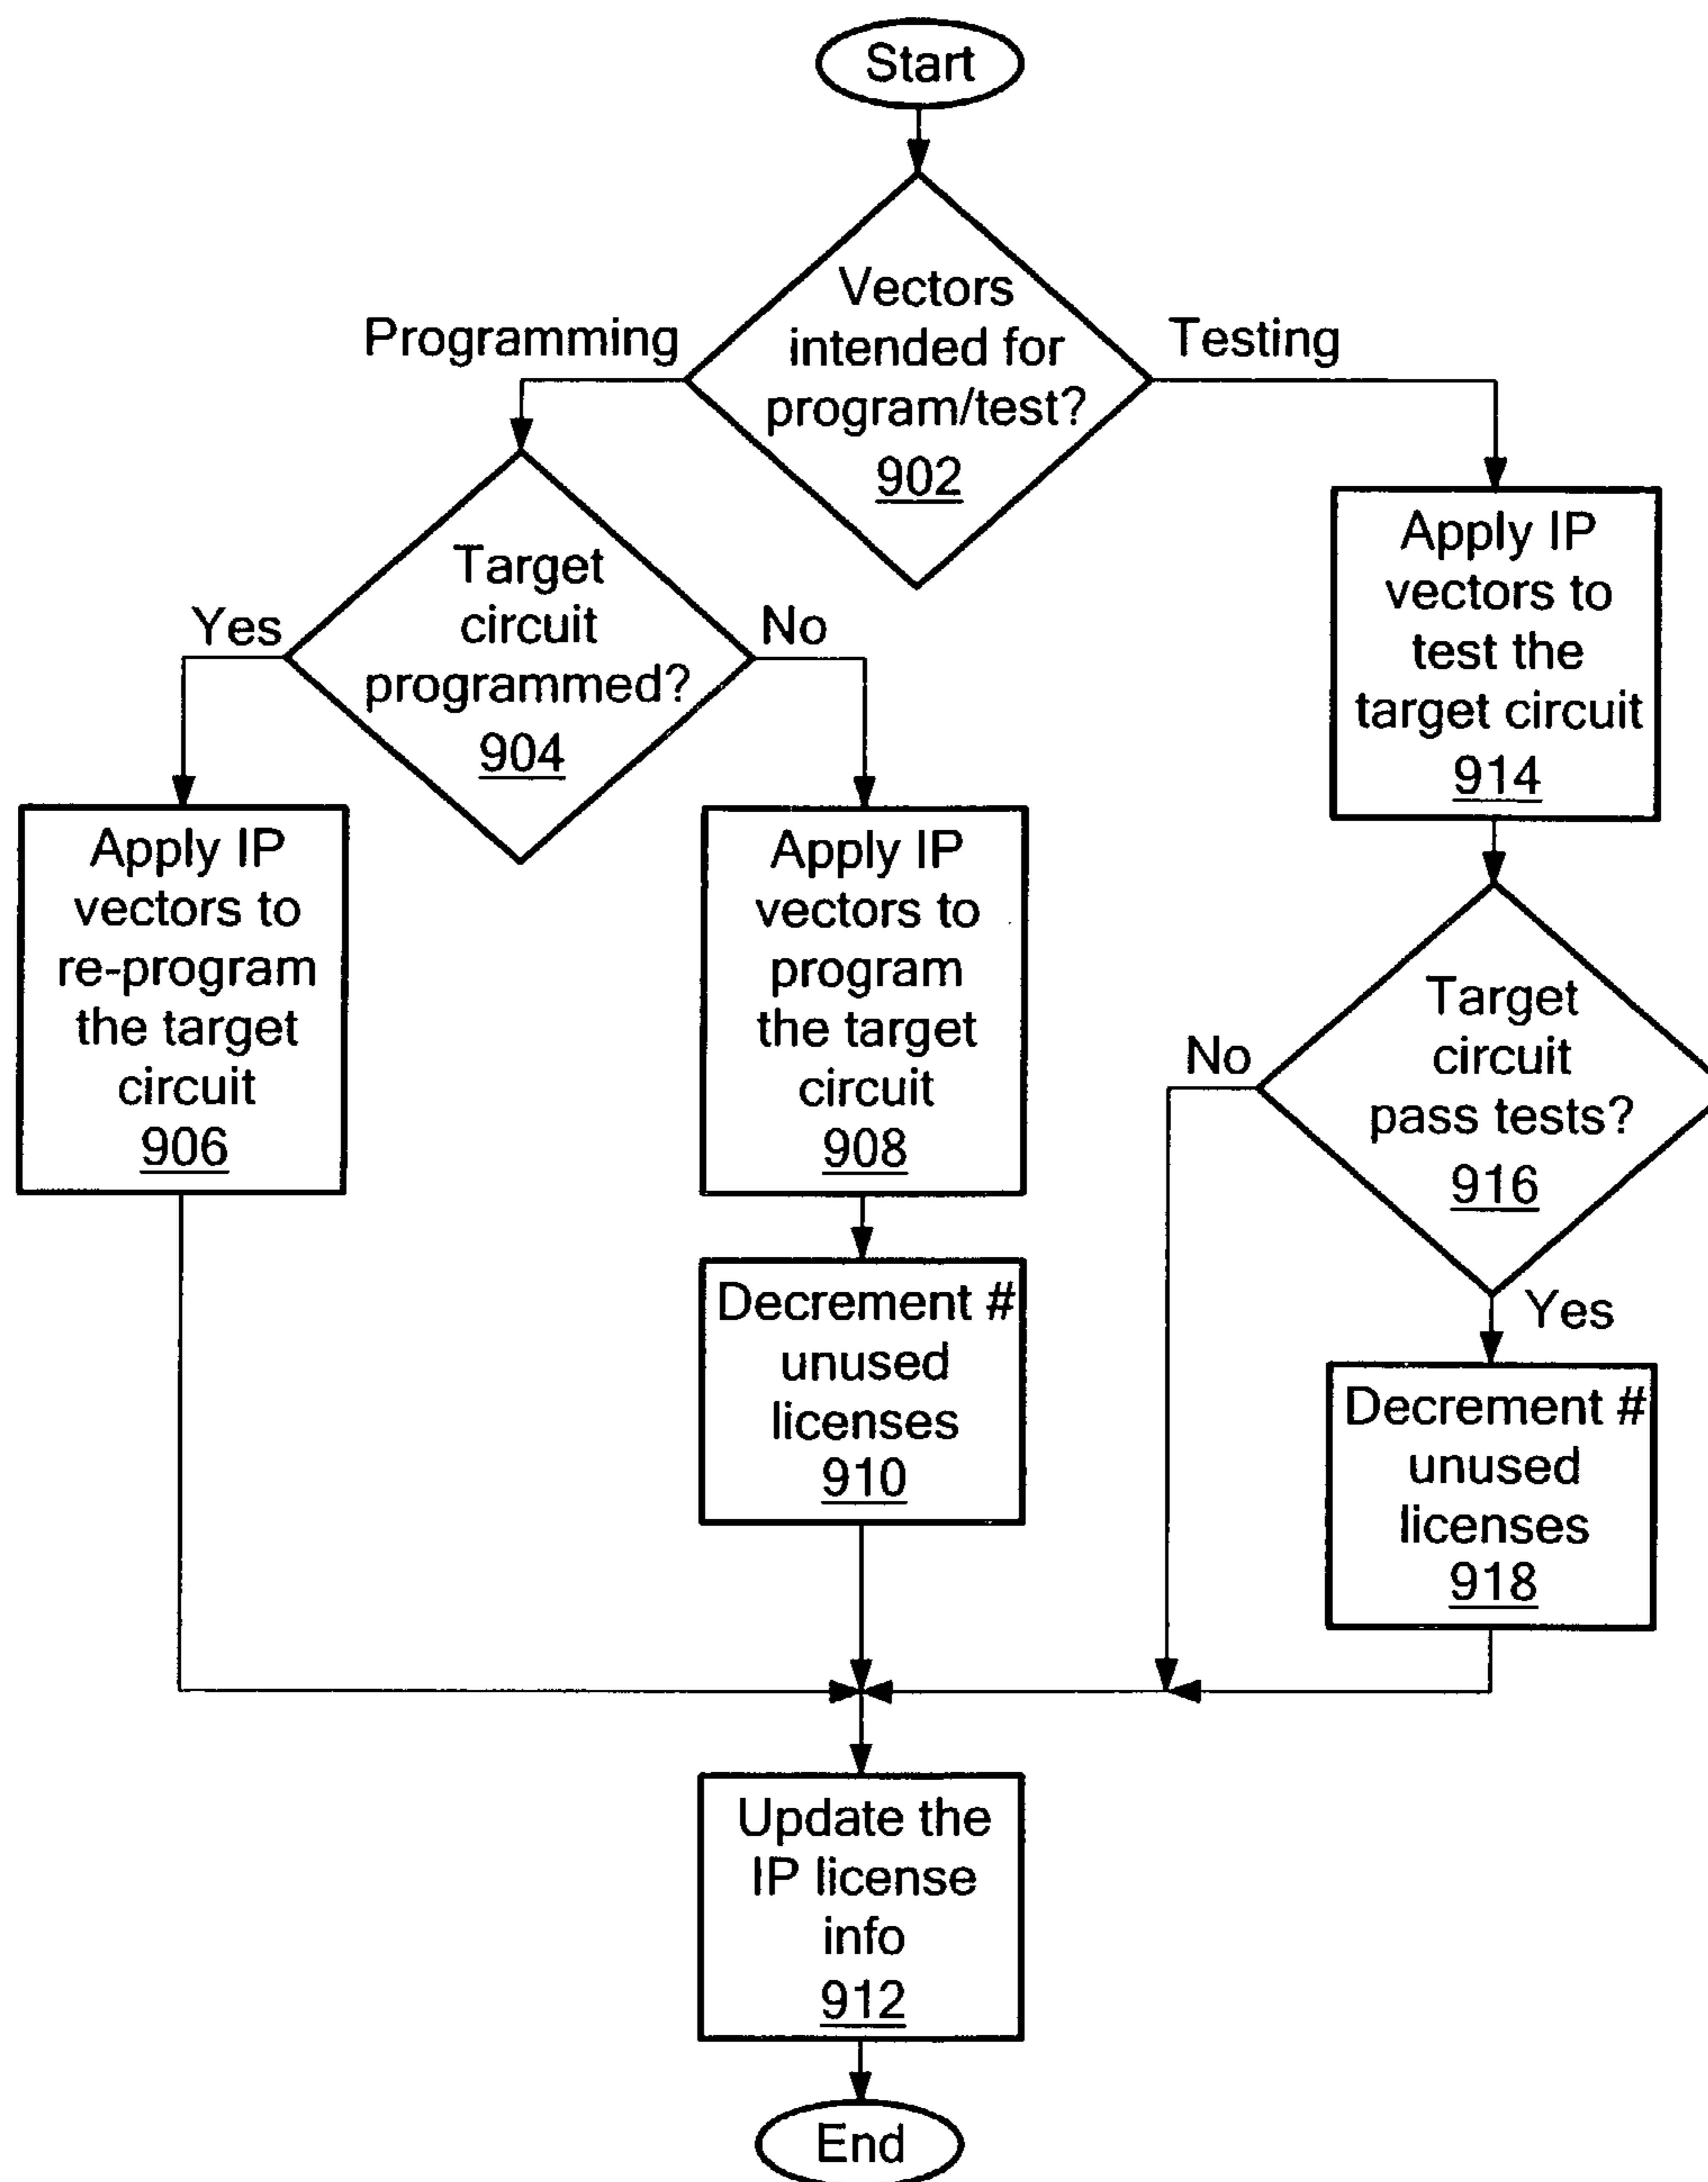 Start
Vectors
intended for
program/test?
902
Programming
Testing
Target
circuit
programmed?
904
Yes
No
Apply IP
vectors to
re-program
the target
circuit
906
Apply IP
vectors to
program
the target
circuit
908
Decrement #
unused
licenses
910
Apply IP
vectors to
test the
target circuit
914
Target
circuit
pass tests?
916
No
Yes
Decrement #
unused
licenses
918
Update the
IP license
info
912
End